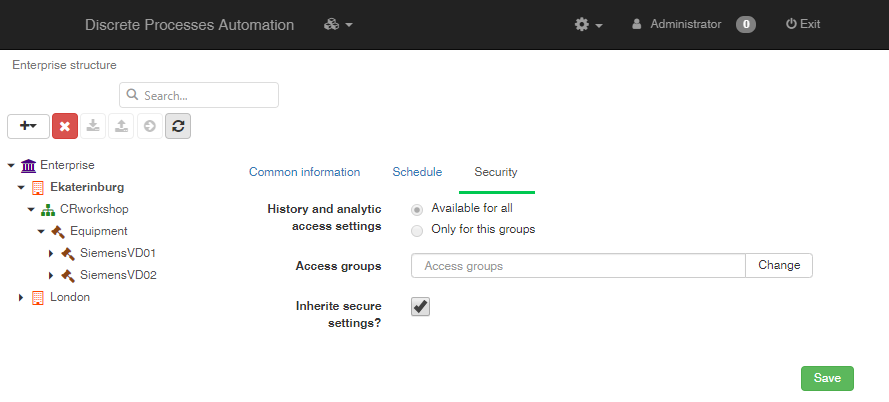 Discrete Processes Automation
Administrator 0 Exit
Enterprise structure
Search...
Enterprise
Ekaterinburg
CRworkshop
Equipment
SiemensVD01
SiemensVD02
London
Common information Schedule Security
History and analytic access settings
Available for all
Only for this groups
Access groups Access groups Change
Inherite secure settings?
Save